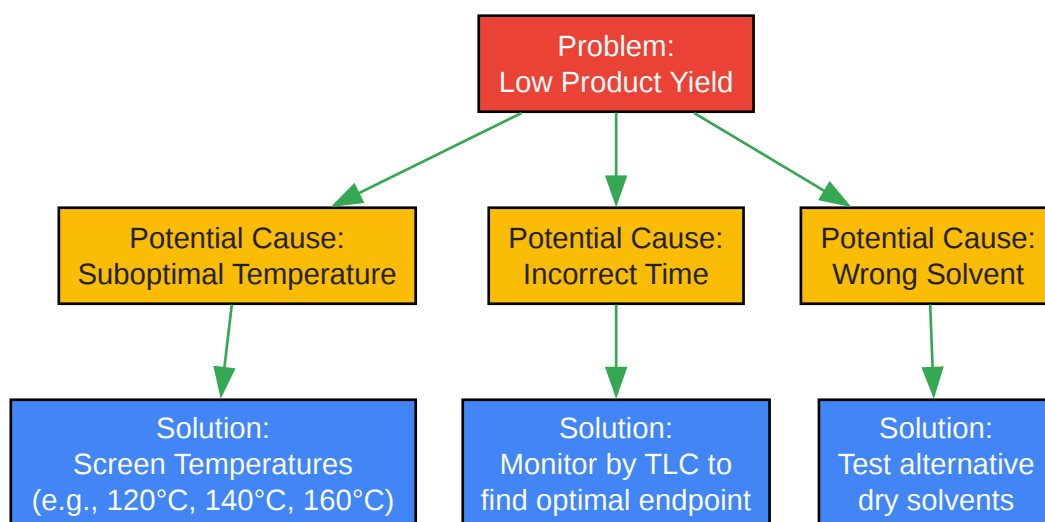 Problem:
Low Product Yield
Potential Cause:
Suboptimal Temperature
Potential Cause:
Incorrect Time
Potential Cause:
Wrong Solvent
Solution:
Screen Temperatures
(e.g., 120°C, 140°C, 160°C)
Solution:
Monitor by TLC to
find optimal endpoint
Solution:
Test alternative
dry solvents